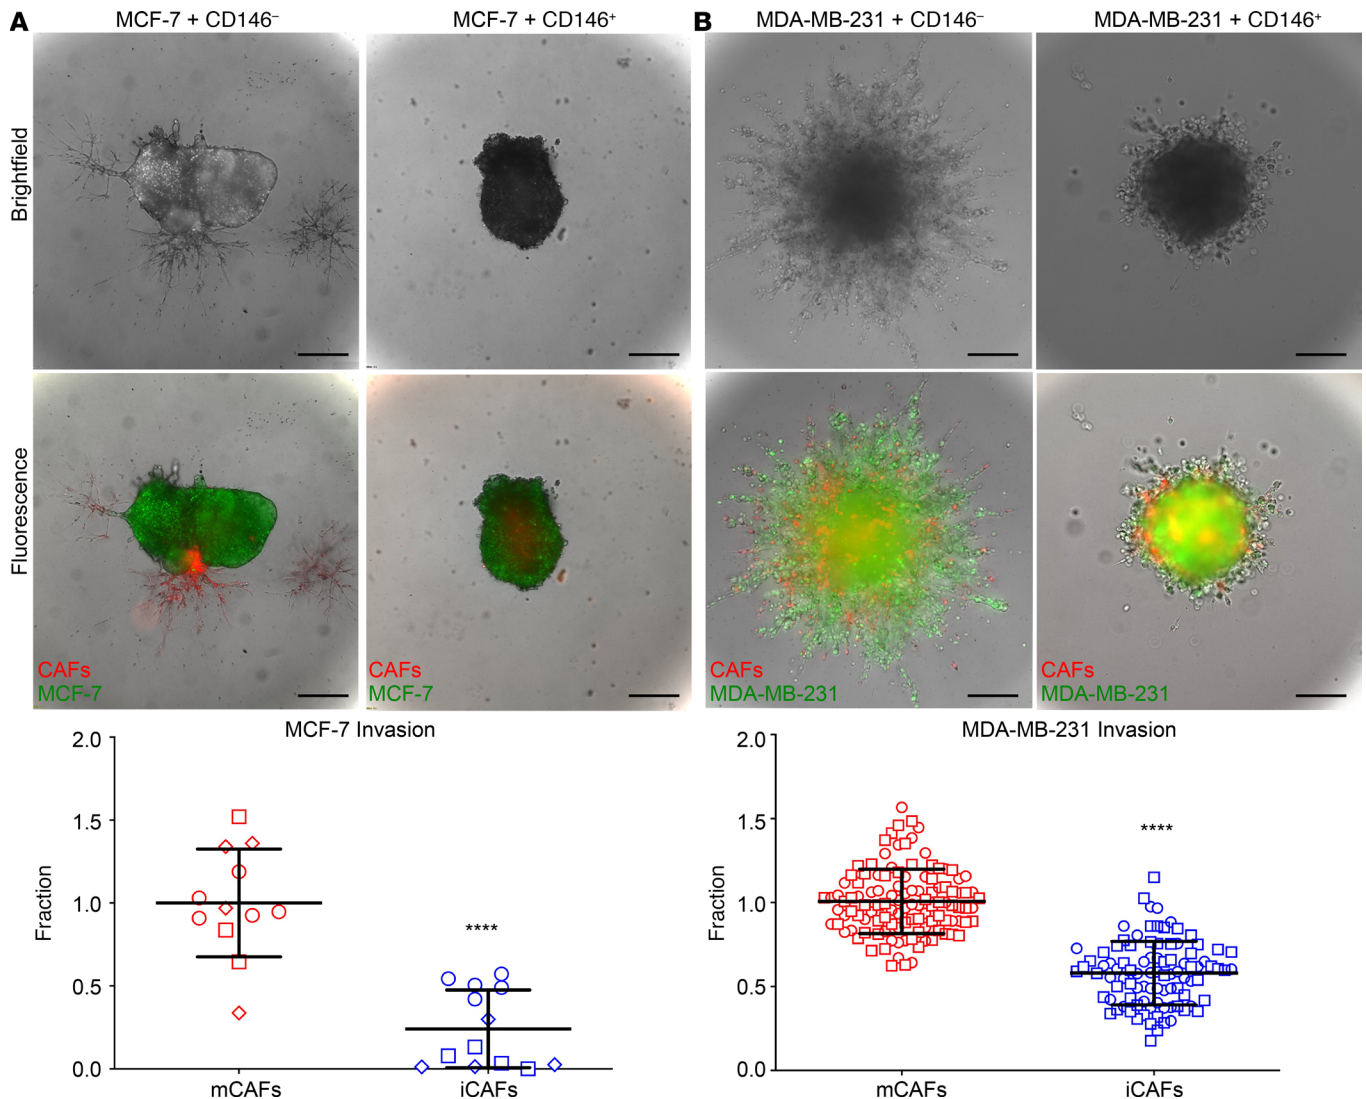 A
MCF-7 + CD146⁻
MCF-7 + CD146⁺
B
MDA-MB-231 + CD146⁻
MDA-MB-231 + CD146⁺
Brightfield
Fluorescence
CAFs
MCF-7
CAFs
MCF-7
CAFs
MDA-MB-231
CAFs
MDA-MB-231
MCF-7 Invasion
Fraction
2.0
1.5
1.0
0.5
0.0
****
mCAFs
iCAFs
MDA-MB-231 Invasion
Fraction
2.0
1.5
1.0
0.5
0.0
****
mCAFs
iCAFs